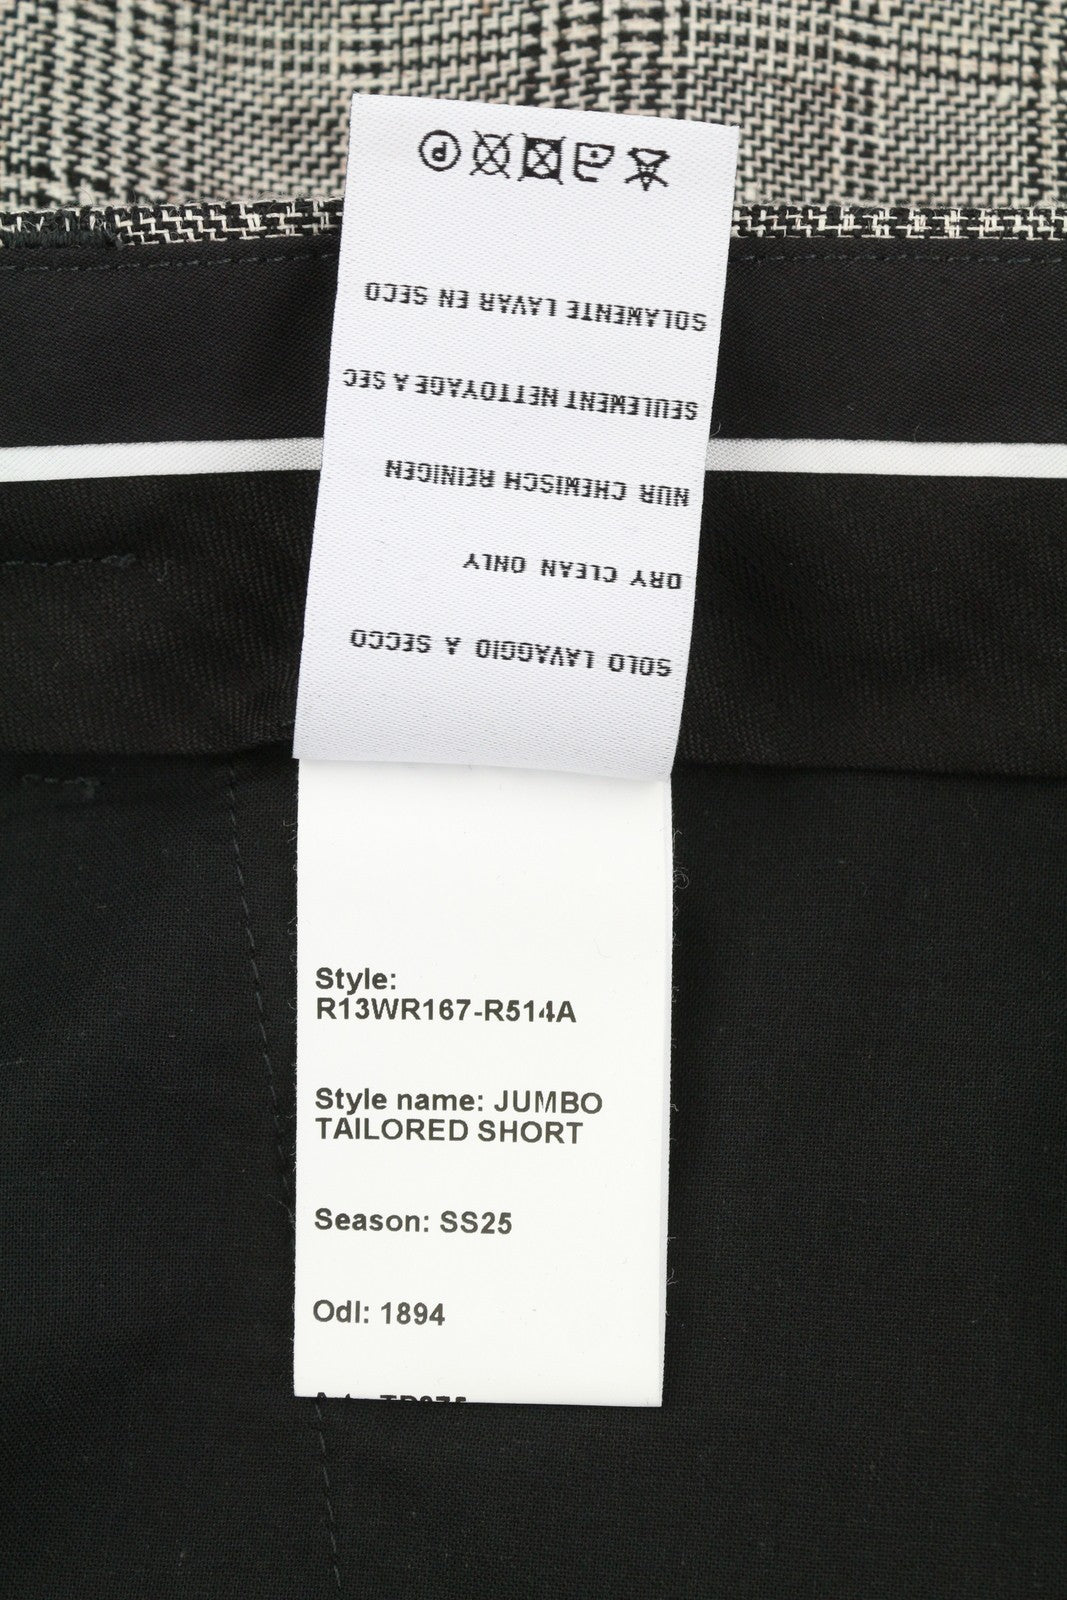 SOLO LAVAGGIO A SECCO
DRY CLEAN ONLY
NUR CHEMISCH REINIGEN
SEULEMENT NETTOYAGE A SEC
SOLAMENTE LAVAR EN SECO
P
Style:
R13WR167-R514A
Style name: JUMBO
TAILORED SHORT
Season: SS25
Odl: 1894